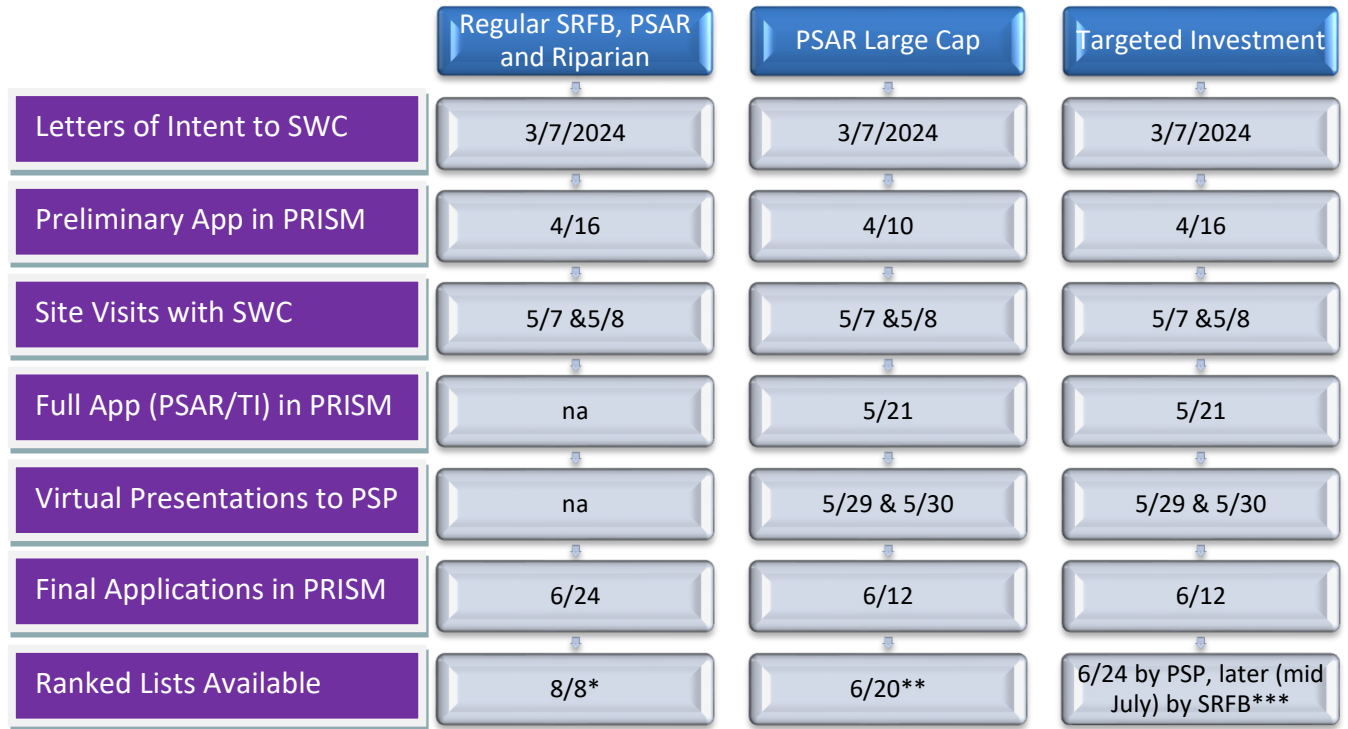 Regular SRFB, PSAR
and Riparian
PSAR Large Cap
Targeted Investment
Letters of Intent to SWC
3/7/2024
3/7/2024
3/7/2024
Preliminary App in PRISM
4/16
4/10
4/16
Site Visits with SWC
5/7 &5/8
5/7 &5/8
5/7 &5/8
Full App (PSAR/TI) in PRISM
na
5/21
5/21
Virtual Presentations to PSP
na
5/29 & 5/30
5/29 & 5/30
Final Applications in PRISM
6/24
6/12
6/12
Ranked Lists Available
8/8*
6/20**
6/24 by PSP, later (mid
July) by SRFB***